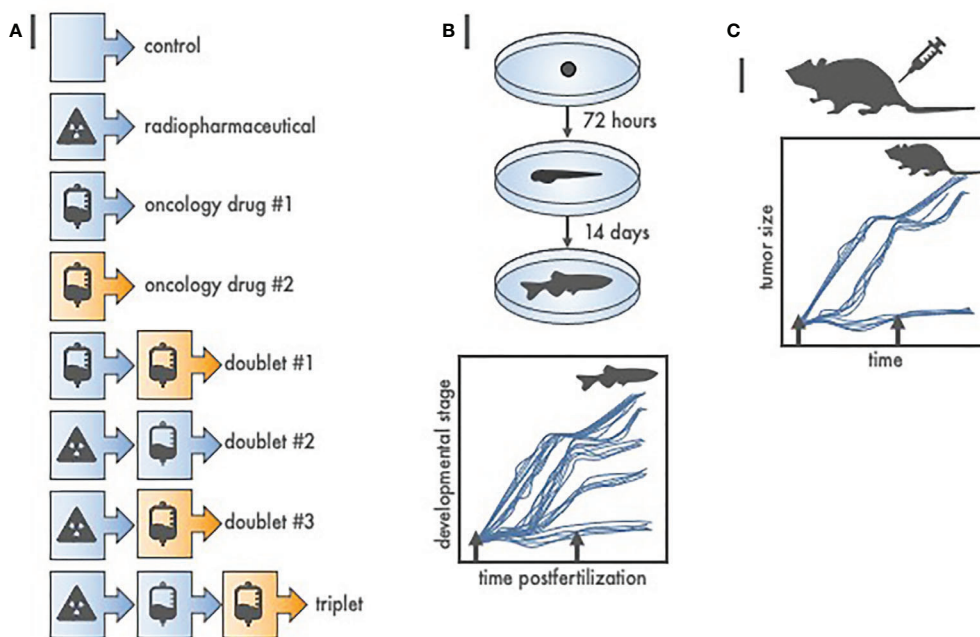 A
control
radiopharmaceutical
oncology drug #1
oncology drug #2
doublet #1
doublet #2
doublet #3
triplet
B
72 hours
14 days
developmental stage
time postfertilization
C
tumor size
time